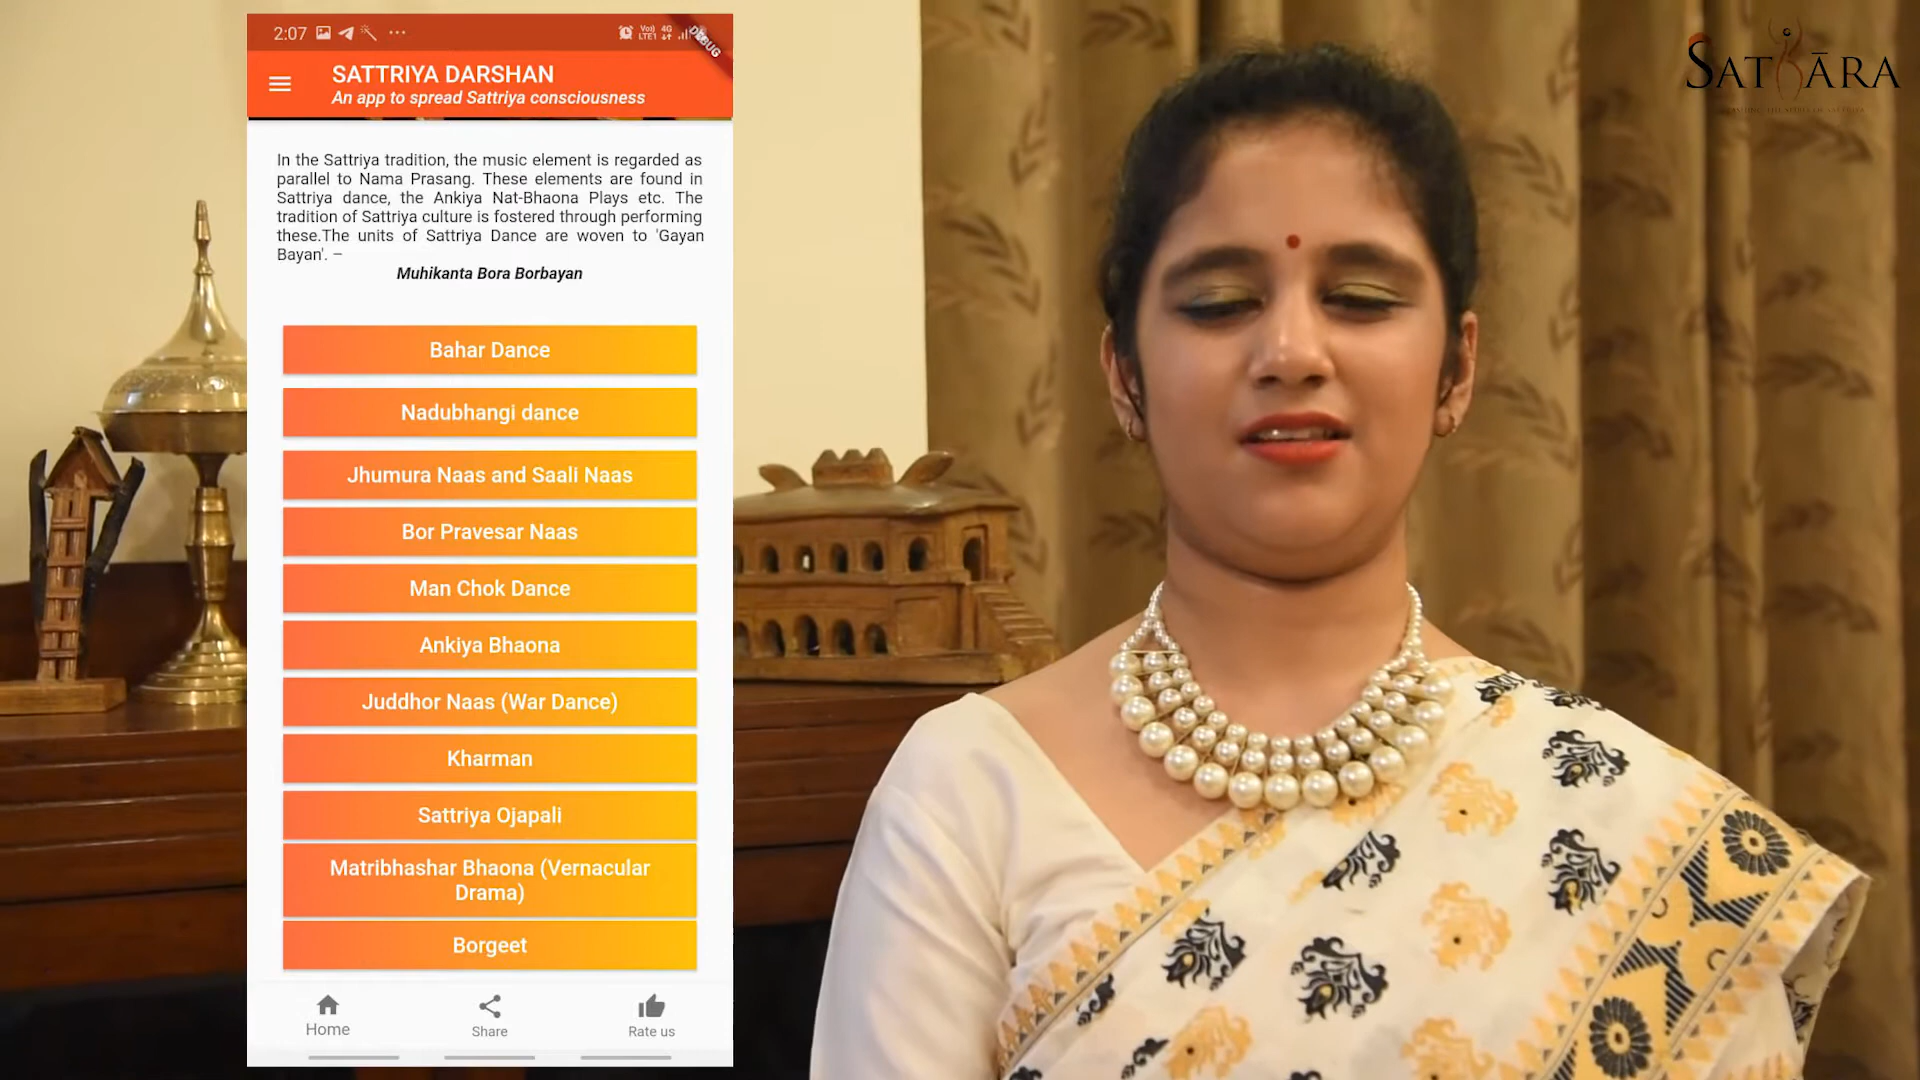 2:07
VoLTE1 4G
DEBUG
SATTRIYA DARSHAN
An app to spread Sattriya consciousness
In the Sattriya tradition, the music element is regarded as
parallel to Nama Prasang. These elements are found in
Sattriya dance, the Ankiya Nat-Bhaona Plays etc. The
tradition of Sattriya culture is fostered through performing
these.The units of Sattriya Dance are woven to 'Gayan
Bayan'. –
Muhikanta Bora Borbayan
Bahar Dance
Nadubhangi dance
Jhumura Naas and Saali Naas
Bor Pravesar Naas
Man Chok Dance
Ankiya Bhaona
Juddhor Naas (War Dance)
Kharman
Sattriya Ojapali
Matribhashar Bhaona (Vernacular
Drama)
Borgeet
Home
Share
Rate us
SATKĀRA